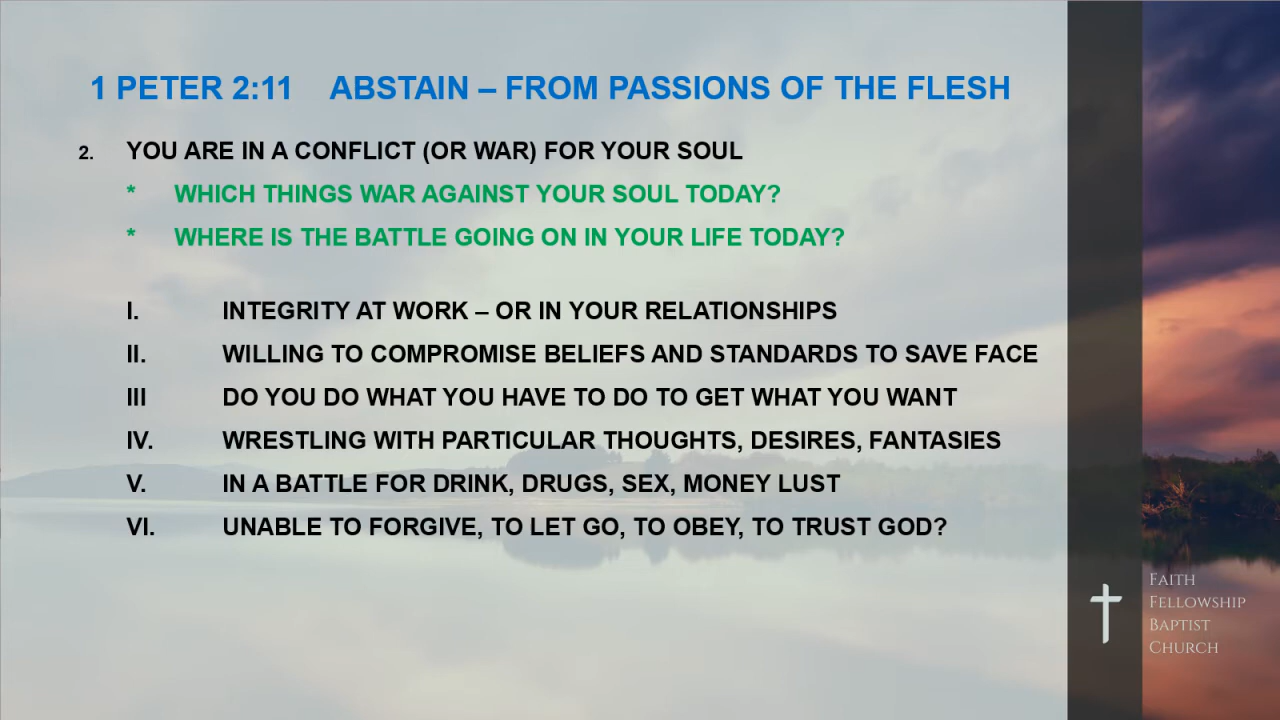 1 PETER 2:11 ABSTAIN – FROM PASSIONS OF THE FLESH
2. YOU ARE IN A CONFLICT (OR WAR) FOR YOUR SOUL
* WHICH THINGS WAR AGAINST YOUR SOUL TODAY?
* WHERE IS THE BATTLE GOING ON IN YOUR LIFE TODAY?
I. INTEGRITY AT WORK – OR IN YOUR RELATIONSHIPS
II. WILLING TO COMPROMISE BELIEFS AND STANDARDS TO SAVE FACE
III DO YOU DO WHAT YOU HAVE TO DO TO GET WHAT YOU WANT
IV. WRESTLING WITH PARTICULAR THOUGHTS, DESIRES, FANTASIES
V. IN A BATTLE FOR DRINK, DRUGS, SEX, MONEY LUST
VI. UNABLE TO FORGIVE, TO LET GO, TO OBEY, TO TRUST GOD?
FAITH
FELLOWSHIP
BAPTIST
CHURCH